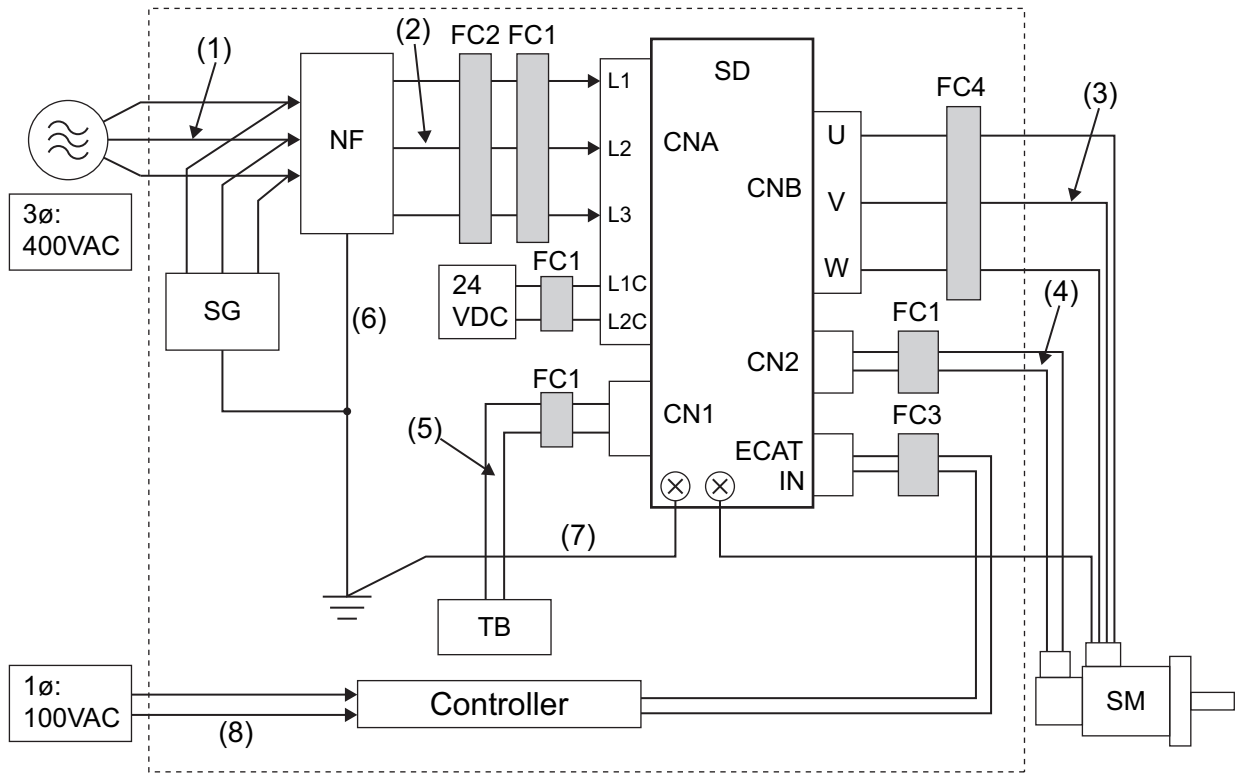 (1)
(2)
FC2
FC1
SD
L1
NF
CNA
L2
L3
FC1
24
VDC
L1C
L2C
3ø:
400VAC
SG
(6)
FC1
CN1
(5)
(7)
TB
U
CNB
V
W
FC4
(3)
(4)
FC1
CN2
FC3
ECAT
IN
1ø:
100VAC
(8)
Controller
SM